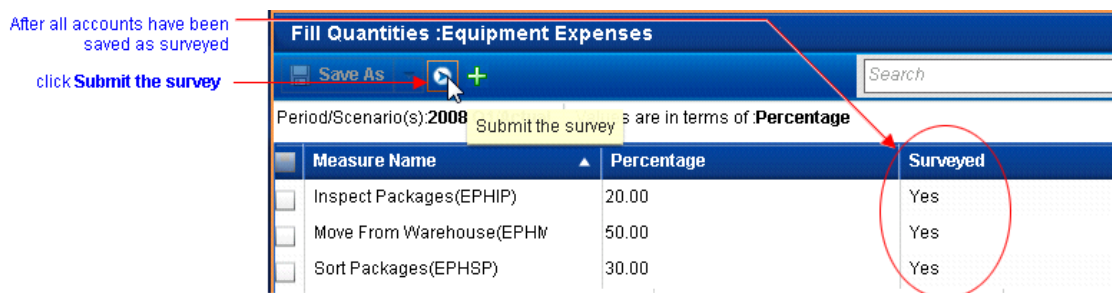 After all accounts have been
saved as surveyed
click Submit the survey
Fill Quantities :Equipment Expenses
Save As
Search
Period/Scenario(s):2008 s are in terms of :Percentage
Submit the survey
Measure Name Percentage Surveyed
Inspect Packages(EPHIP) 20.00 Yes
Move From Warehouse(EPHM 50.00 Yes
Sort Packages(EPHSP) 30.00 Yes